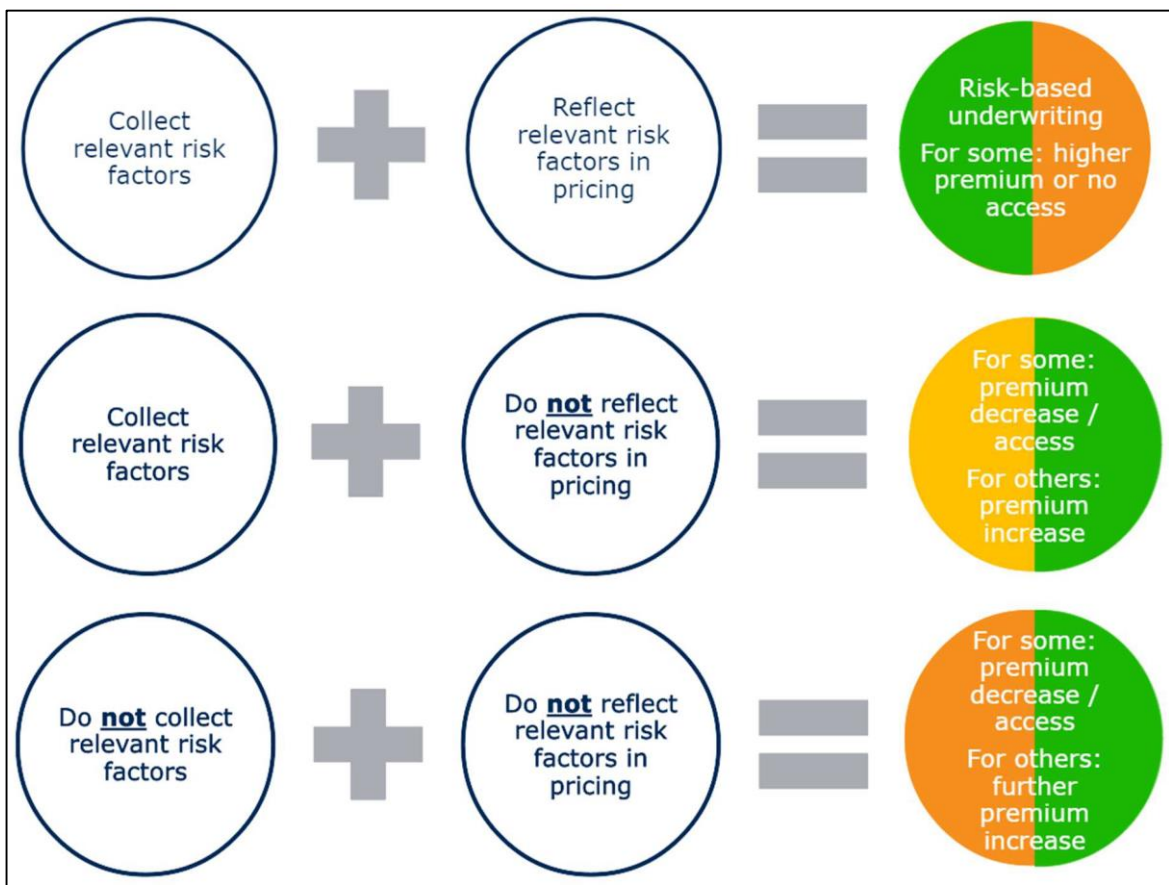 Collect
relevant risk
factors
Reflect
relevant risk
factors in
pricing
Risk-based
underwriting
For some: higher
premium or no
access
Collect
relevant risk
factors
Do not reflect
relevant risk
factors in
pricing
For some:
premium
decrease /
access
For others:
premium
increase
Do not collect
relevant risk
factors
Do not reflect
relevant risk
factors in
pricing
For some:
premium
decrease /
access
For others:
further
premium
increase